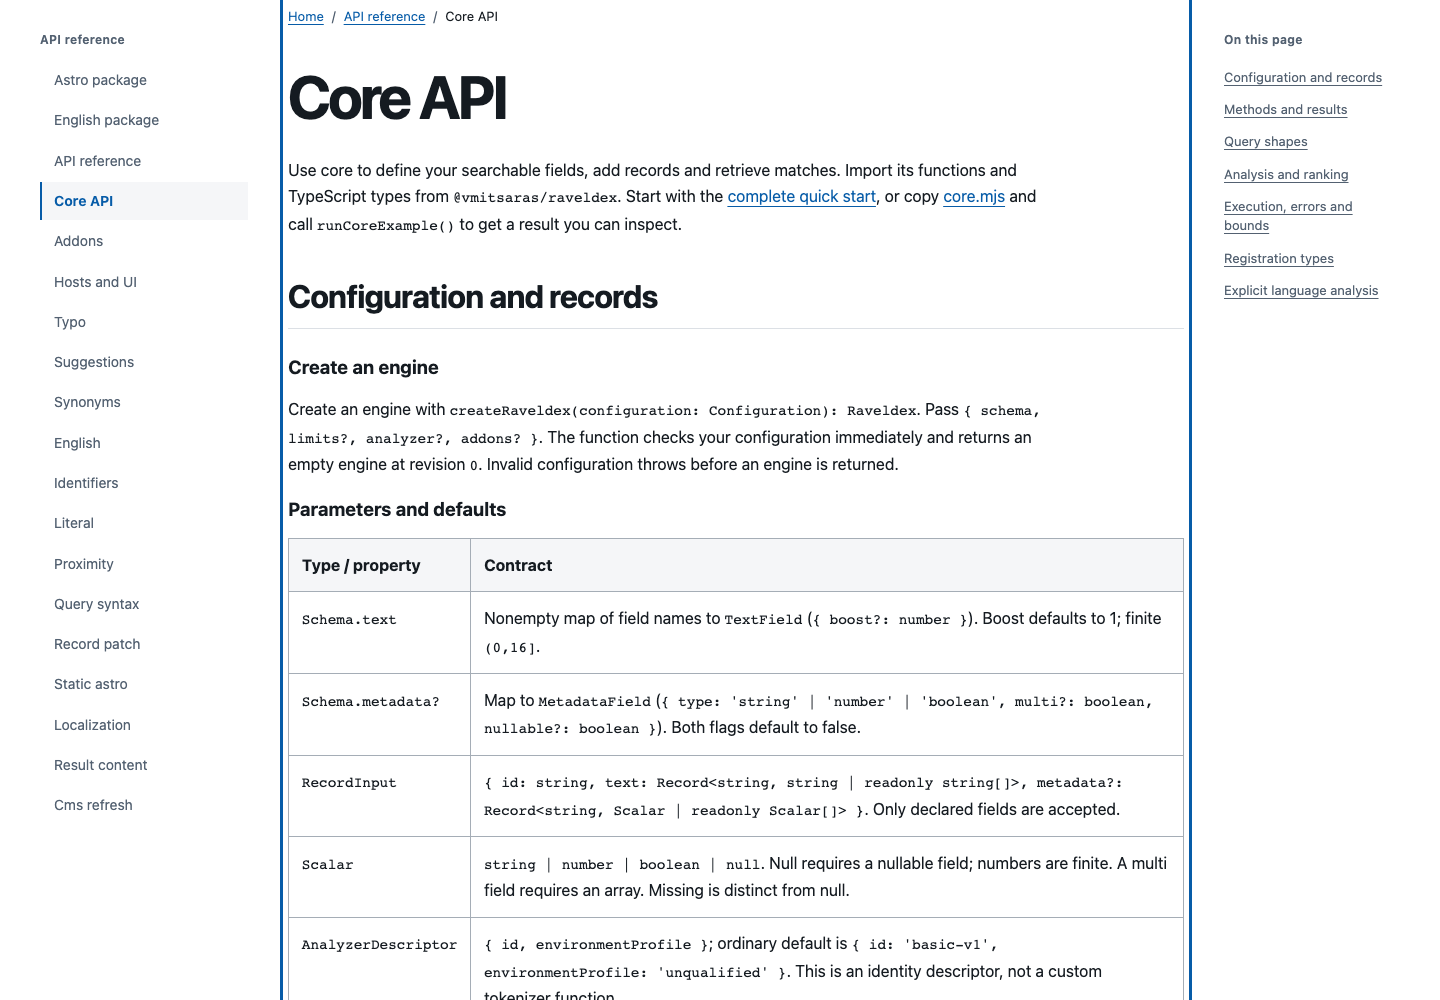 API reference
Astro package
English package
API reference
Core API
Addons
Hosts and UI
Typo
Suggestions
Synonyms
English
Identifiers
Literal
Proximity
Query syntax
Record patch
Static astro
Localization
Result content
Cms refresh
Home / API reference / Core API
Core API
Use core to define your searchable fields, add records and retrieve matches. Import its functions and
TypeScript types from @vmitsaras/raveldex. Start with the complete quick start, or copy core.mjs and
call runCoreExample() to get a result you can inspect.
Configuration and records
Create an engine
Create an engine with createRaveldex(configuration: Configuration): Raveldex. Pass { schema,
limits?, analyzer?, addons? }. The function checks your configuration immediately and returns an
empty engine at revision 0. Invalid configuration throws before an engine is returned.
Parameters and defaults
Type / property
Contract
Schema.text
Nonempty map of field names to TextField ({ boost?: number }). Boost defaults to 1; finite
(0,16].
Schema.metadata?
Map to MetadataField ({ type: 'string' | 'number' | 'boolean', multi?: boolean,
nullable?: boolean }). Both flags default to false.
RecordInput
{ id: string, text: Record<string, string | readonly string[]>, metadata?:
Record<string, Scalar | readonly Scalar[]> }. Only declared fields are accepted.
Scalar
string | number | boolean | null. Null requires a nullable field; numbers are finite. A multi
field requires an array. Missing is distinct from null.
AnalyzerDescriptor
{ id, environmentProfile }; ordinary default is { id: 'basic-v1',
environmentProfile: 'unqualified' }. This is an identity descriptor, not a custom
tokenizer function.
On this page
Configuration and records
Methods and results
Query shapes
Analysis and ranking
Execution, errors and
bounds
Registration types
Explicit language analysis